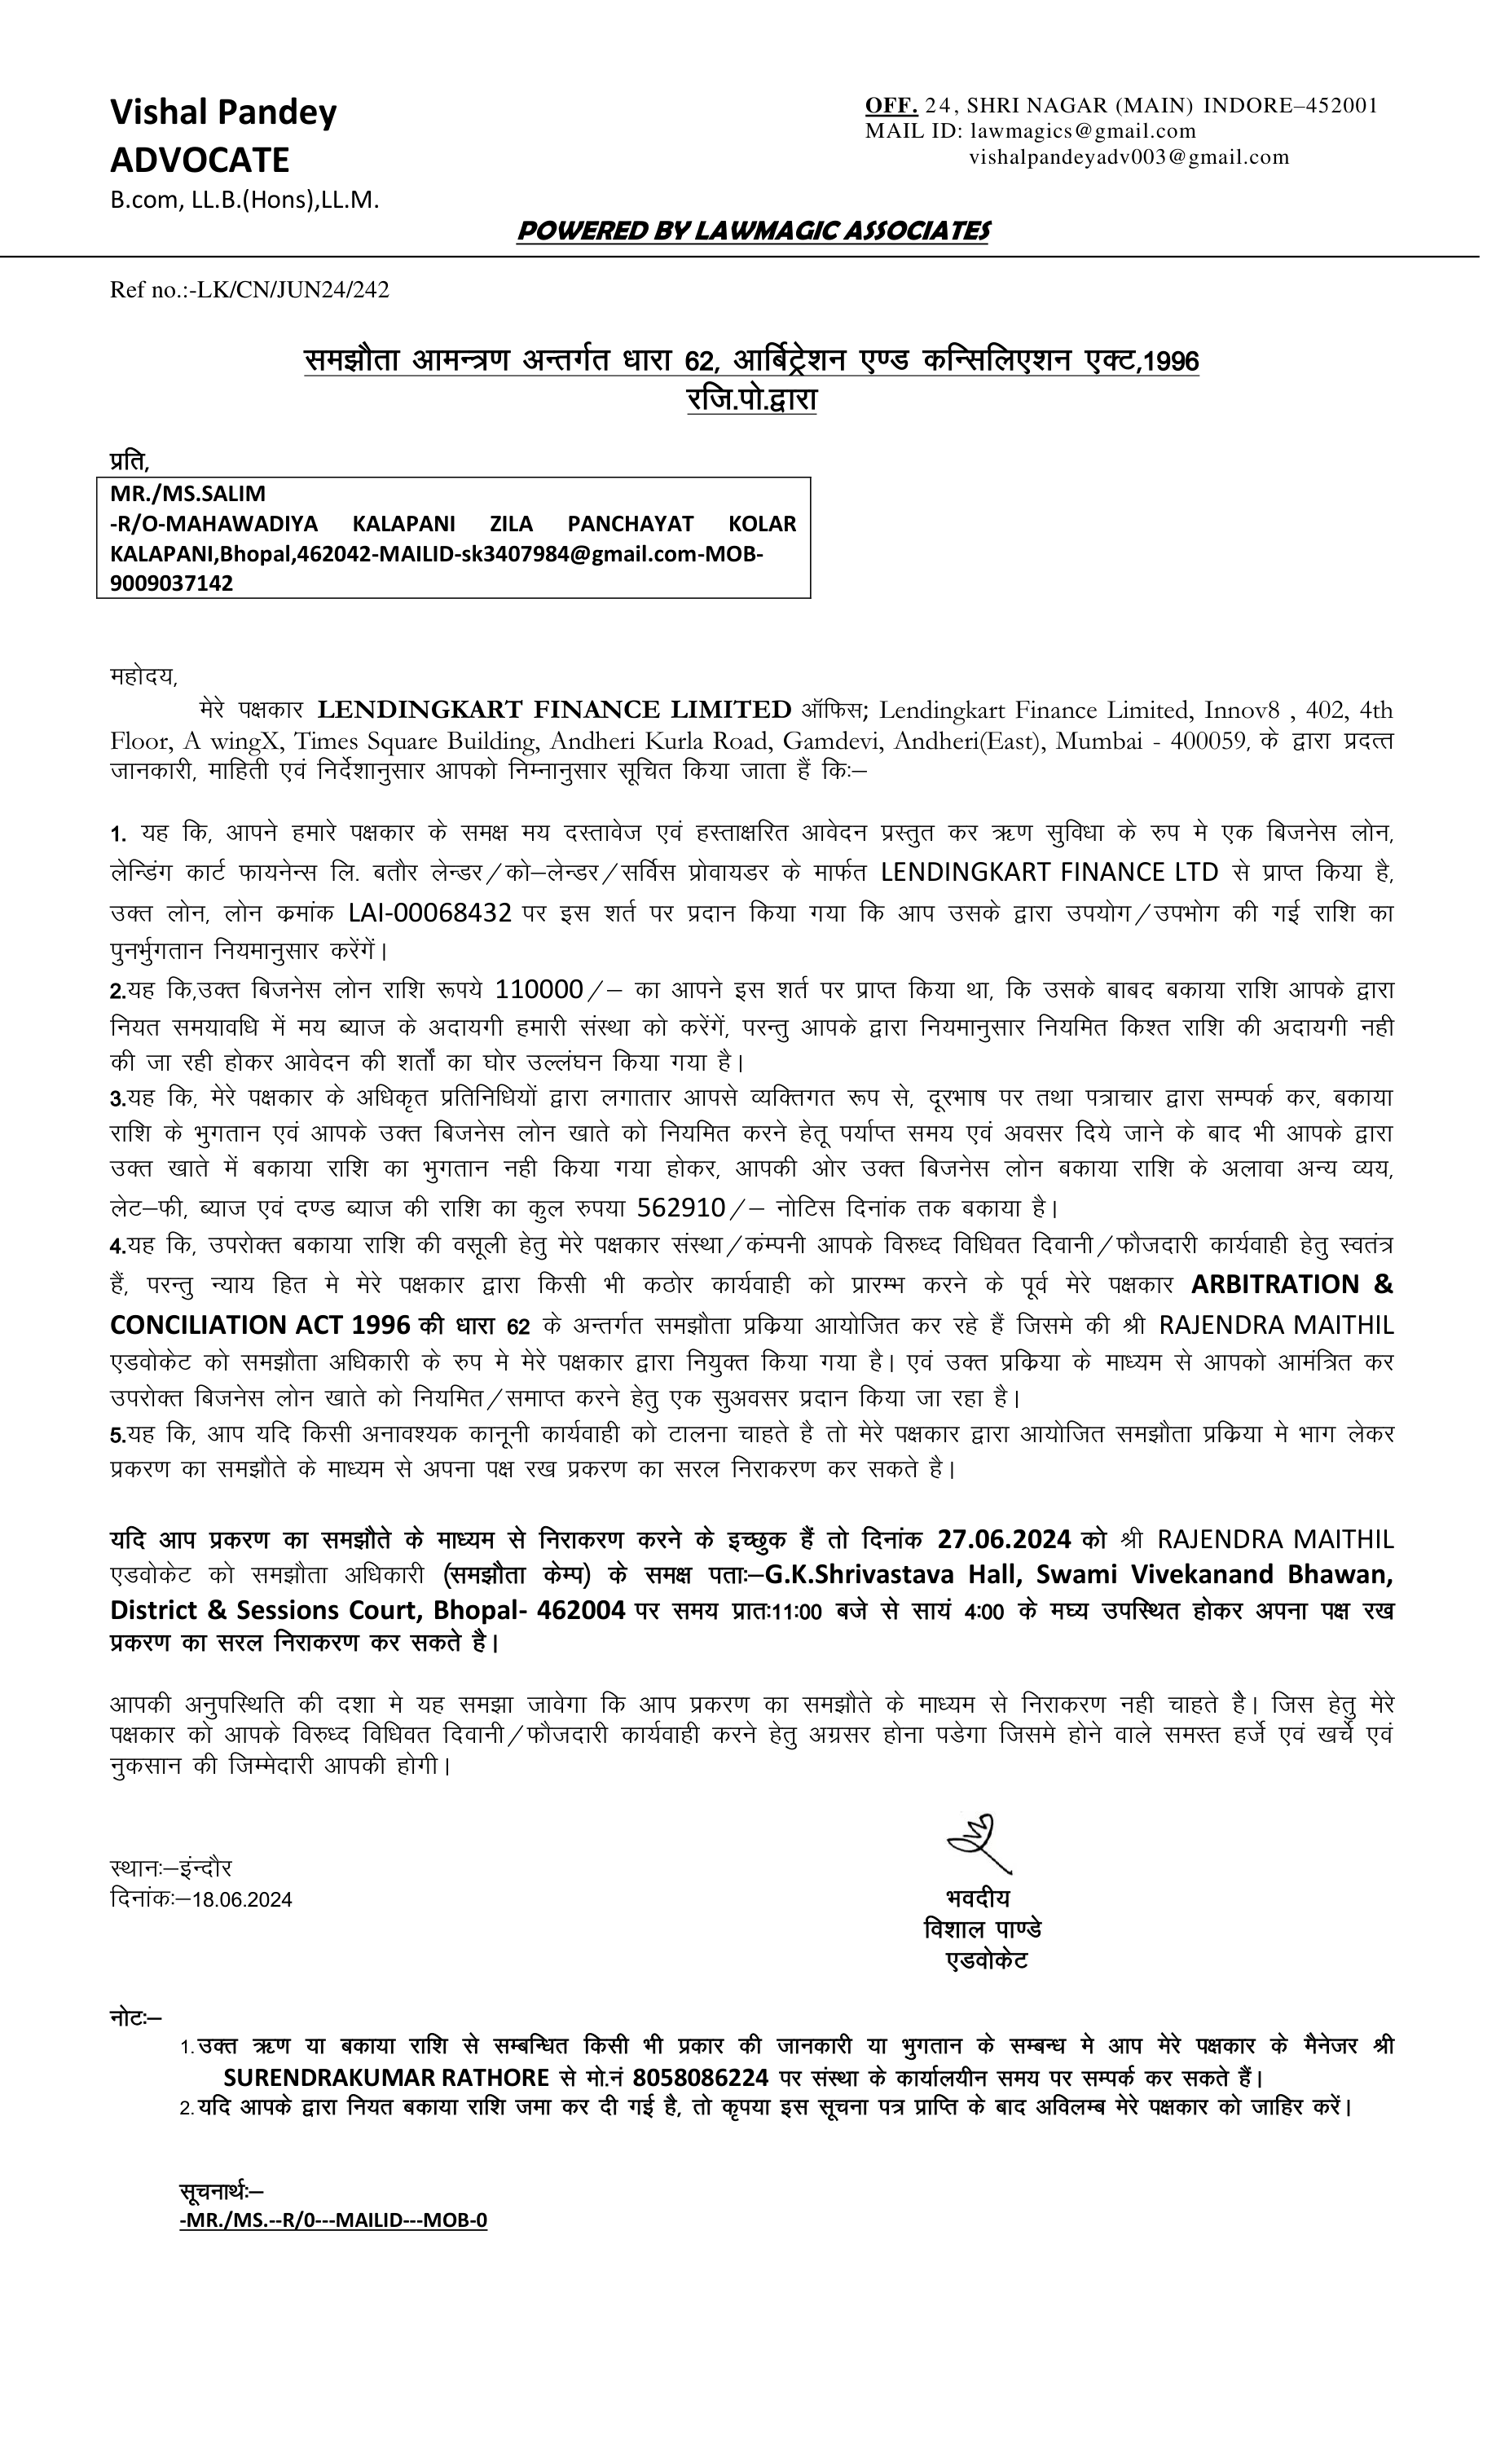 Vishal Pandey
ADVOCATE
B.com, LL.B.(Hons),LL.M.
OFF. 24, SHRI NAGAR (MAIN) INDORE–452001
MAIL ID: lawmagics@gmail.com
vishalpandeyadv003@gmail.com
POWERED BY LAWMAGIC ASSOCIATES
Ref no.:-LK/CN/JUN24/242
समझौता आमन्त्रण अन्तर्गत धारा 62, आर्बिट्रेशन एण्ड कन्सिलिएशन एक्ट,1996
रजि.पो.द्वारा
प्रति,
MR./MS.SALIM
-R/O-MAHAWADIYA KALAPANI ZILA PANCHAYAT KOLAR
KALAPANI,Bhopal,462042-MAILID-sk3407984@gmail.com-MOB-
9009037142
महोदय,
मेरे पक्षकार LENDINGKART FINANCE LIMITED ऑफिस; Lendingkart Finance Limited, Innov8 , 402, 4th
Floor, A wingX, Times Square Building, Andheri Kurla Road, Gamdevi, Andheri(East), Mumbai - 400059, के द्वारा प्रदत्त
जानकारी, माहिती एवं निर्देशानुसार आपको निम्नानुसार सूचित किया जाता हैं कि:–
1. यह कि, आपने हमारे पक्षकार के समक्ष मय दस्तावेज एवं हस्ताक्षरित आवेदन प्रस्तुत कर ऋण सुविधा के रुप मे एक बिजनेस लोन,
लेन्डिंग कार्ट फायनेन्स लि. बतौर लेन्डर/को–लेन्डर/सर्विस प्रोवायडर के मार्फत LENDINGKART FINANCE LTD से प्राप्त किया है,
उक्त लोन, लोन क्रमांक LAI-00068432 पर इस शर्त पर प्रदान किया गया कि आप उसके द्वारा उपयोग/उपभोग की गई राशि का
पुनर्भुगतान नियमानुसार करेंगें।
2.यह कि,उक्त बिजनेस लोन राशि रूपये 110000/– का आपने इस शर्त पर प्राप्त किया था, कि उसके बाबद बकाया राशि आपके द्वारा
नियत समयावधि में मय ब्याज के अदायगी हमारी संस्था को करेंगें, परन्तु आपके द्वारा नियमानुसार नियमित किश्त राशि की अदायगी नही
की जा रही होकर आवेदन की शर्तों का घोर उल्लंघन किया गया है।
3.यह कि, मेरे पक्षकार के अधिकृत प्रतिनिधियों द्वारा लगातार आपसे व्यक्तिगत रूप से, दूरभाष पर तथा पत्राचार द्वारा सम्पर्क कर, बकाया
राशि के भुगतान एवं आपके उक्त बिजनेस लोन खाते को नियमित करने हेतू पर्याप्त समय एवं अवसर दिये जाने के बाद भी आपके द्वारा
उक्त खाते में बकाया राशि का भुगतान नही किया गया होकर, आपकी ओर उक्त बिजनेस लोन बकाया राशि के अलावा अन्य व्यय,
लेट–फी, ब्याज एवं दण्ड ब्याज की राशि का कुल रुपया 562910/– नोटिस दिनांक तक बकाया है।
4.यह कि, उपरोक्त बकाया राशि की वसूली हेतु मेरे पक्षकार संस्था/कंम्पनी आपके विरुध्द विधिवत दिवानी/फौजदारी कार्यवाही हेतु स्वतंत्र
हैं, परन्तु न्याय हित मे मेरे पक्षकार द्वारा किसी भी कठोर कार्यवाही को प्रारम्भ करने के पूर्व मेरे पक्षकार ARBITRATION &
CONCILIATION ACT 1996 की धारा 62 के अन्तर्गत समझौता प्रक्रिया आयोजित कर रहे हैं जिसमे की श्री RAJENDRA MAITHIL
एडवोकेट को समझौता अधिकारी के रुप मे मेरे पक्षकार द्वारा नियुक्त किया गया है। एवं उक्त प्रक्रिया के माध्यम से आपको आमंत्रित कर
उपरोक्त बिजनेस लोन खाते को नियमित/समाप्त करने हेतु एक सुअवसर प्रदान किया जा रहा है।
5.यह कि, आप यदि किसी अनावश्यक कानूनी कार्यवाही को टालना चाहते है तो मेरे पक्षकार द्वारा आयोजित समझौता प्रक्रिया मे भाग लेकर
प्रकरण का समझौते के माध्यम से अपना पक्ष रख प्रकरण का सरल निराकरण कर सकते है।
यदि आप प्रकरण का समझौते के माध्यम से निराकरण करने के इच्छुक हैं तो दिनांक 27.06.2024 को श्री RAJENDRA MAITHIL
एडवोकेट को समझौता अधिकारी (समझौता केम्प) के समक्ष पता:–G.K.Shrivastava Hall, Swami Vivekanand Bhawan,
District & Sessions Court, Bhopal- 462004 पर समय प्रात:11:00 बजे से सायं 4:00 के मघ्य उपस्थित होकर अपना पक्ष रख
प्रकरण का सरल निराकरण कर सकते है।
आपकी अनुपस्थिति की दशा मे यह समझा जावेगा कि आप प्रकरण का समझौते के माध्यम से निराकरण नही चाहते है। जिस हेतु मेरे
पक्षकार को आपके विरुध्द विधिवत दिवानी/फौजदारी कार्यवाही करने हेतु अग्रसर होना पडेगा जिसमे होने वाले समस्त हर्जे एवं खर्चे एवं
नुकसान की जिम्मेदारी आपकी होगी।
स्थान:–इंन्दौर
दिनांक:–18.06.2024
भवदीय
विशाल पाण्डे
एडवोकेट
नोट:–
1.उक्त ऋण या बकाया राशि से सम्बन्धित किसी भी प्रकार की जानकारी या भुगतान के सम्बन्ध मे आप मेरे पक्षकार के मैनेजर श्री
SURENDRAKUMAR RATHORE से मो.नं 8058086224 पर संस्था के कार्यालयीन समय पर सम्पर्क कर सकते हैं।
2.यदि आपके द्वारा नियत बकाया राशि जमा कर दी गई है, तो कृपया इस सूचना पत्र प्राप्ति के बाद अविलम्ब मेरे पक्षकार को जाहिर करें।
सूचनार्थ:–
-MR./MS.--R/0---MAILID---MOB-0